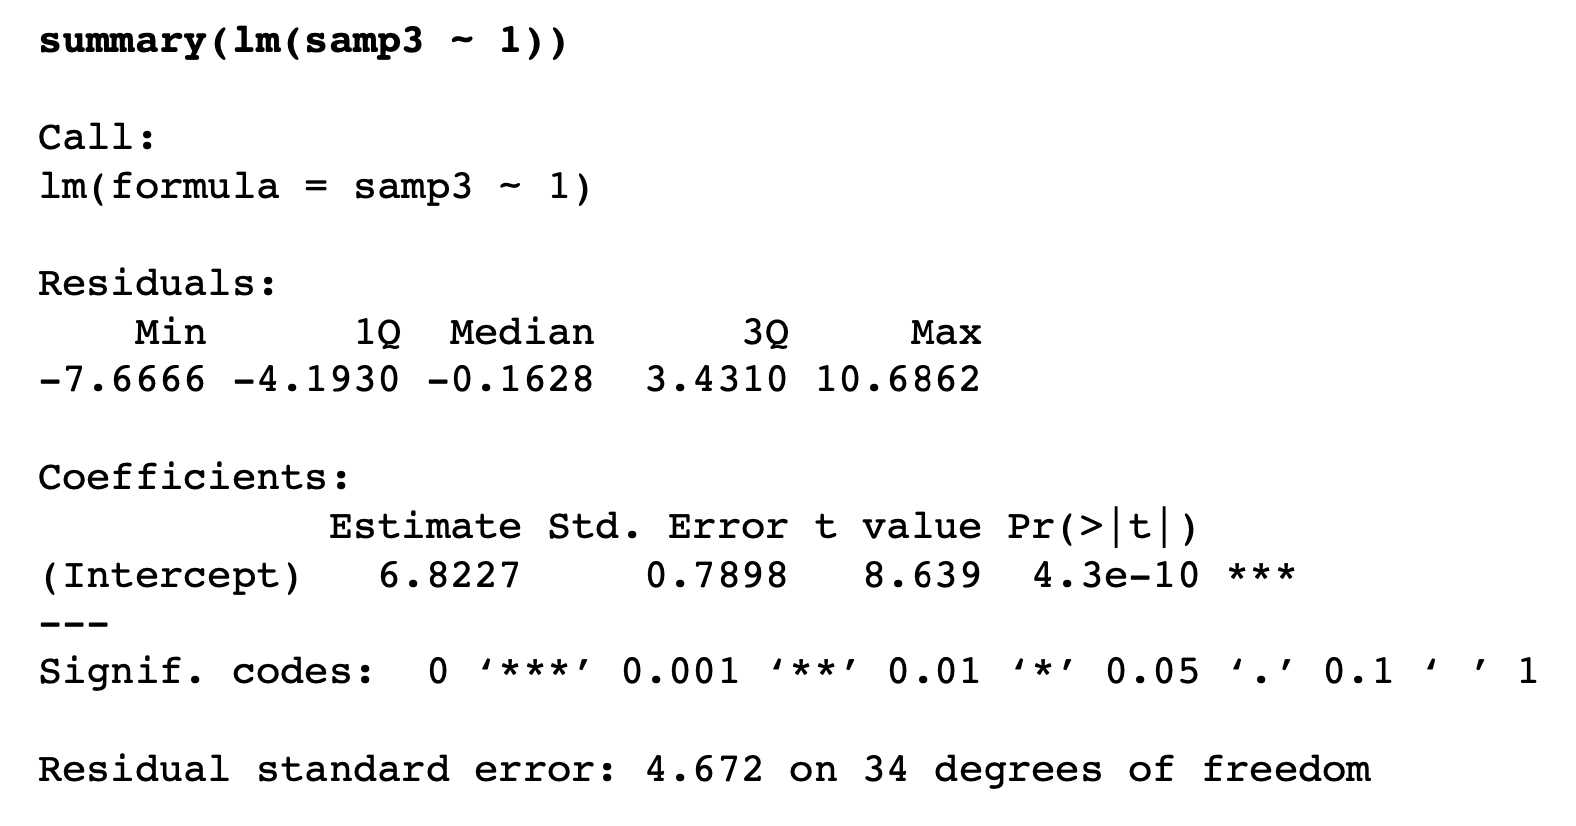 summary(lm(samp3 ~ 1))
Call:
lm(formula = samp3 ~ 1)
Residuals:
    Min      1Q  Median      3Q     Max
-7.6666 -4.1930 -0.1628  3.4310 10.6862
Coefficients:
            Estimate Std. Error t value Pr(>|t|)
(Intercept)   6.8227     0.7898   8.639  4.3e-10 ***
---
Signif. codes:  0 ‘***’ 0.001 ‘**’ 0.01 ‘*’ 0.05 ‘.’ 0.1 ‘ ’ 1
Residual standard error: 4.672 on 34 degrees of freedom